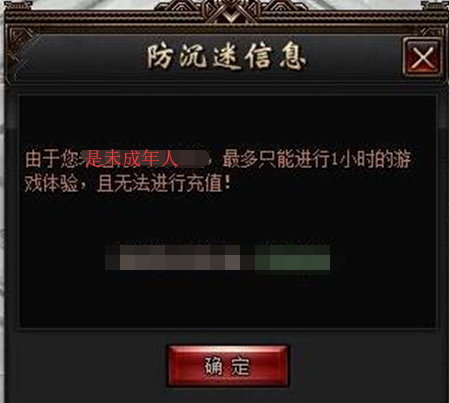 防沉迷信息
由于您是未成年人，最多只能进行1小时的游
戏体验，且无法进行充值！
确定